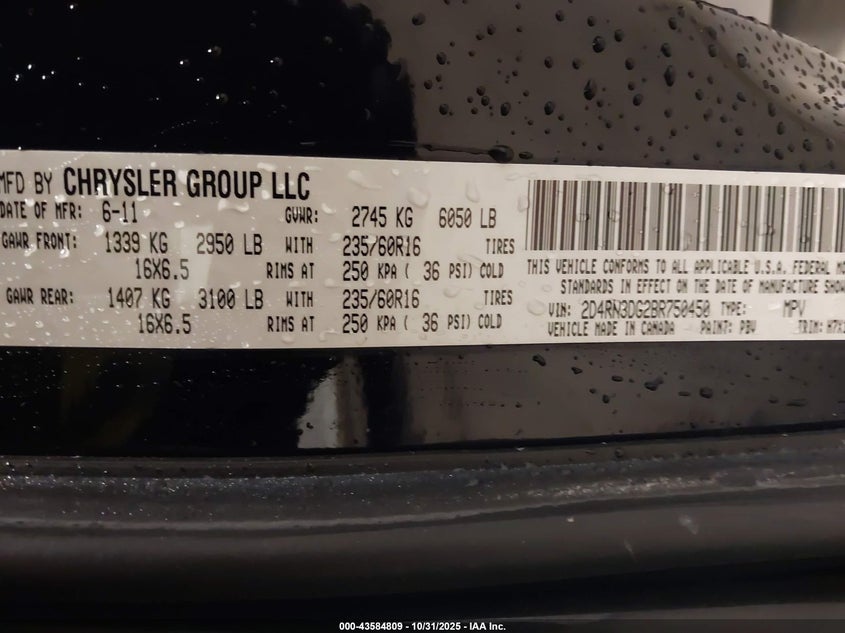 MFD BY CHRYSLER GROUP LLC
DATE OF MFR: 6-11 GVWR: 2745 KG 6050 LB
GAWR FRONT: 1339 KG 2950 LB WITH 235/60R16 TIRES
16X6.5 RIMS AT 250 KPA ( 36 PSI) COLD
GAWR REAR: 1407 KG 3100 LB WITH 235/60R16 TIRES
16X6.5 RIMS AT 250 KPA ( 36 PSI) COLD
THIS VEHICLE CONFORMS TO ALL APPLICABLE U.S.A. FEDERAL
STANDARDS IN EFFECT ON THE DATE OF MANUFACTURE
VIN: 2D4RN3DG2BR750450 TYPE: MPV
VEHICLE MADE IN CANADA PAINT: PBV TRIM:
000-43584809 - 10/31/2025 - IAA Inc.